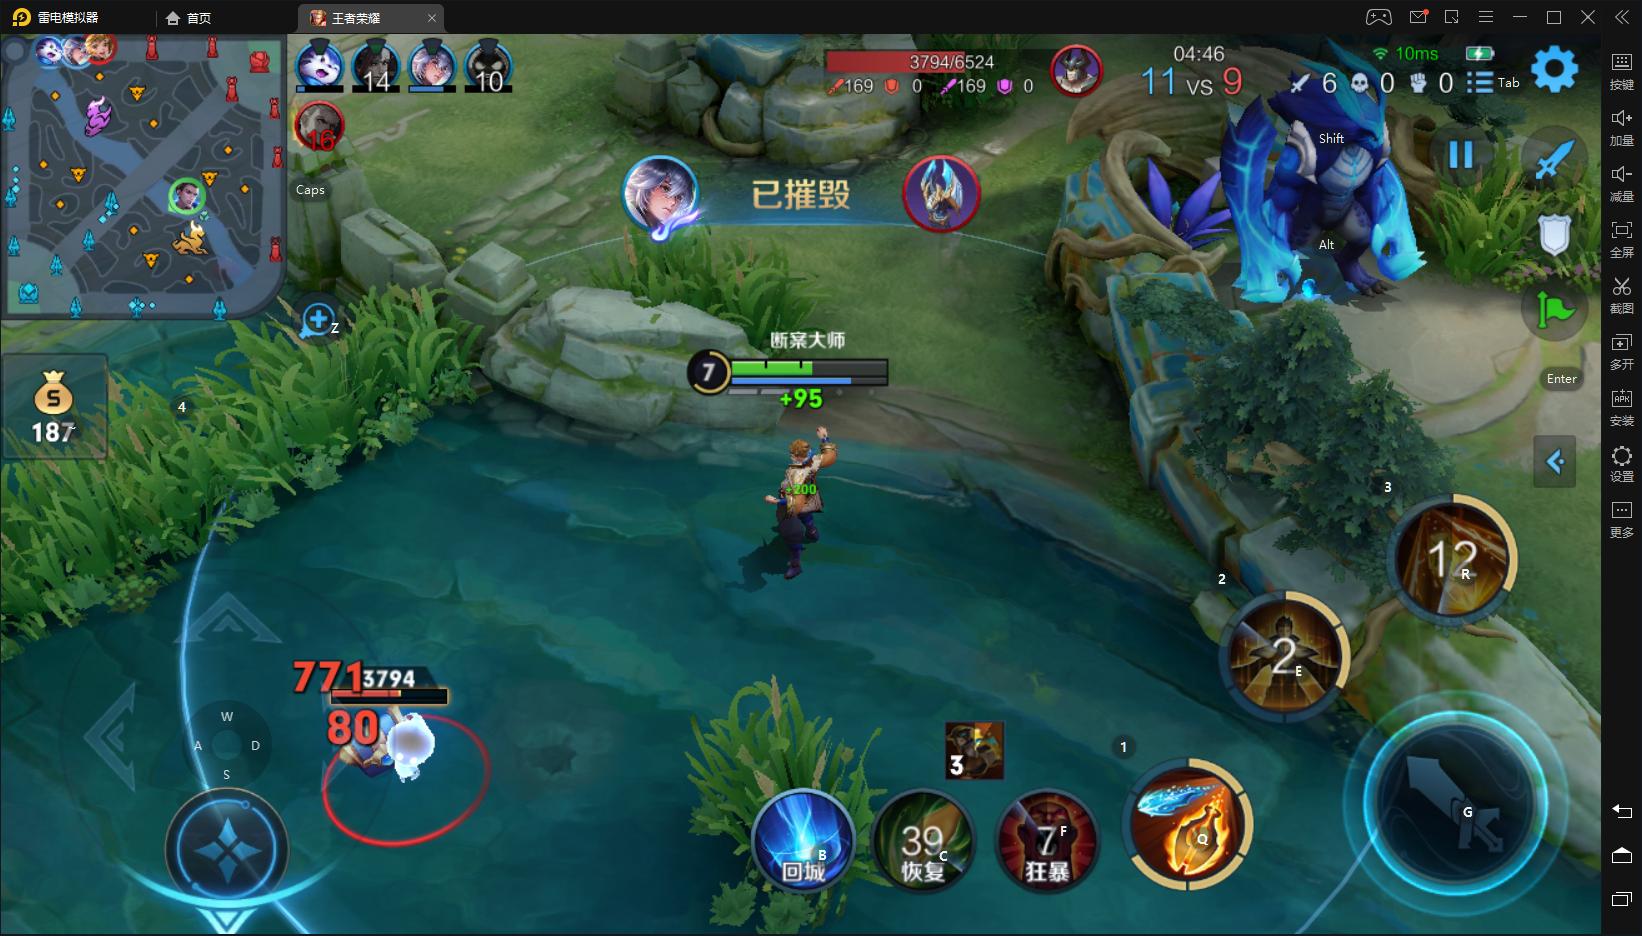 雷电模拟器
首页
王者荣耀
14
10
3794/6524
169 0 169 0
04:46
11 vs 9
10ms
6 0 0 Tab
16
Caps
Shift
已摧毁
Alt
Z
187
4
断案大师
7
+95
+200
Enter
3
12
R
2
2
E
771
3794
80
W
A D
S
3
1
B
回城
39
C
恢复
7
F
狂暴
Q
G
按键
加量
减量
全屏
截图
多开
APK
安装
设置
更多